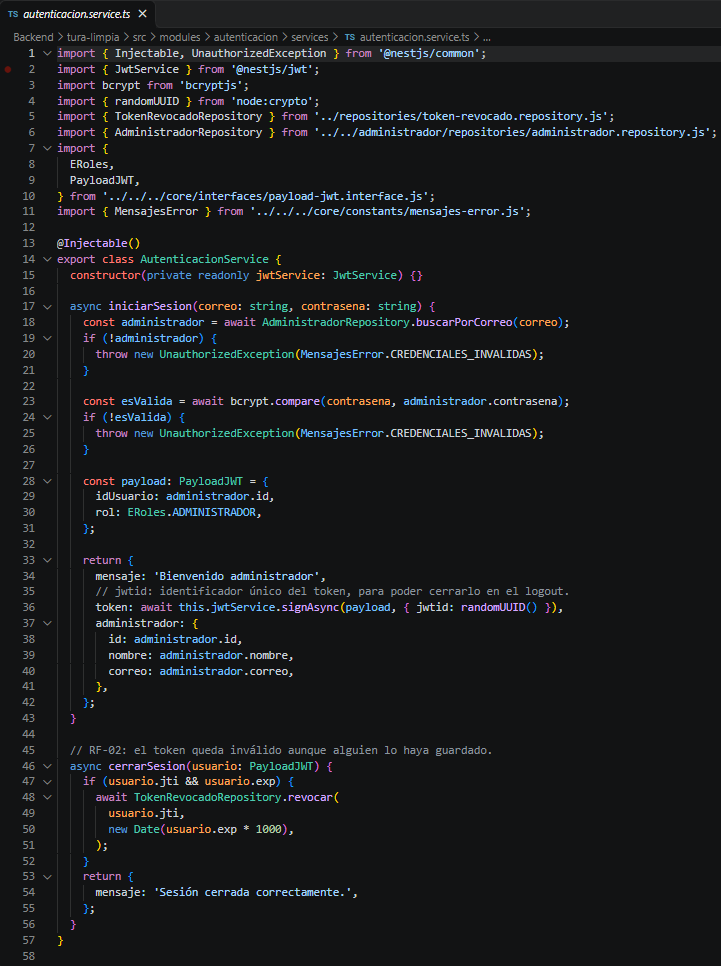 TS autenticacion.service.ts ×
Backend > tura-limpia > src > modules > autenticacion > services > TS autenticacion.service.ts > ...
1 import { Injectable, UnauthorizedException } from '@nestjs/common';
2 import { JwtService } from '@nestjs/jwt';
3 import bcrypt from 'bcryptjs';
4 import { randomUUID } from 'node:crypto';
5 import { TokenRevocadoRepository } from '../repositories/token-revocado.repository.js';
6 import { AdministradorRepository } from '../../administrador/repositories/administrador.repository.js';
7 import {
8   ERoles,
9   PayloadJWT,
10 } from '../../../core/interfaces/payload-jwt.interface.js';
11 import { MensajesError } from '../../../core/constants/mensajes-error.js';
12
13 @Injectable()
14 export class AutenticacionService {
15   constructor(private readonly jwtService: JwtService) {}
16
17   async iniciarSesion(correo: string, contrasena: string) {
18     const administrador = await AdministradorRepository.buscarPorCorreo(correo);
19     if (!administrador) {
20       throw new UnauthorizedException(MensajesError.CREDENCIALES_INVALIDAS);
21     }
22
23     const esValida = await bcrypt.compare(contrasena, administrador.contrasena);
24     if (!esValida) {
25       throw new UnauthorizedException(MensajesError.CREDENCIALES_INVALIDAS);
26     }
27
28     const payload: PayloadJWT = {
29       idUsuario: administrador.id,
30       rol: ERoles.ADMINISTRADOR,
31     };
32
33     return {
34       mensaje: 'Bienvenido administrador',
35       // jwtid: identificador único del token, para poder cerrarlo en el logout.
36       token: await this.jwtService.signAsync(payload, { jwtid: randomUUID() }),
37       administrador: {
38         id: administrador.id,
39         nombre: administrador.nombre,
40         correo: administrador.correo,
41       },
42     };
43   }
44
45   // RF-02: el token queda inválido aunque alguien lo haya guardado.
46   async cerrarSesion(usuario: PayloadJWT) {
47     if (usuario.jti && usuario.exp) {
48       await TokenRevocadoRepository.revocar(
49         usuario.jti,
50         new Date(usuario.exp * 1000),
51       );
52     }
53     return {
54       mensaje: 'Sesión cerrada correctamente.',
55     };
56   }
57 }
58